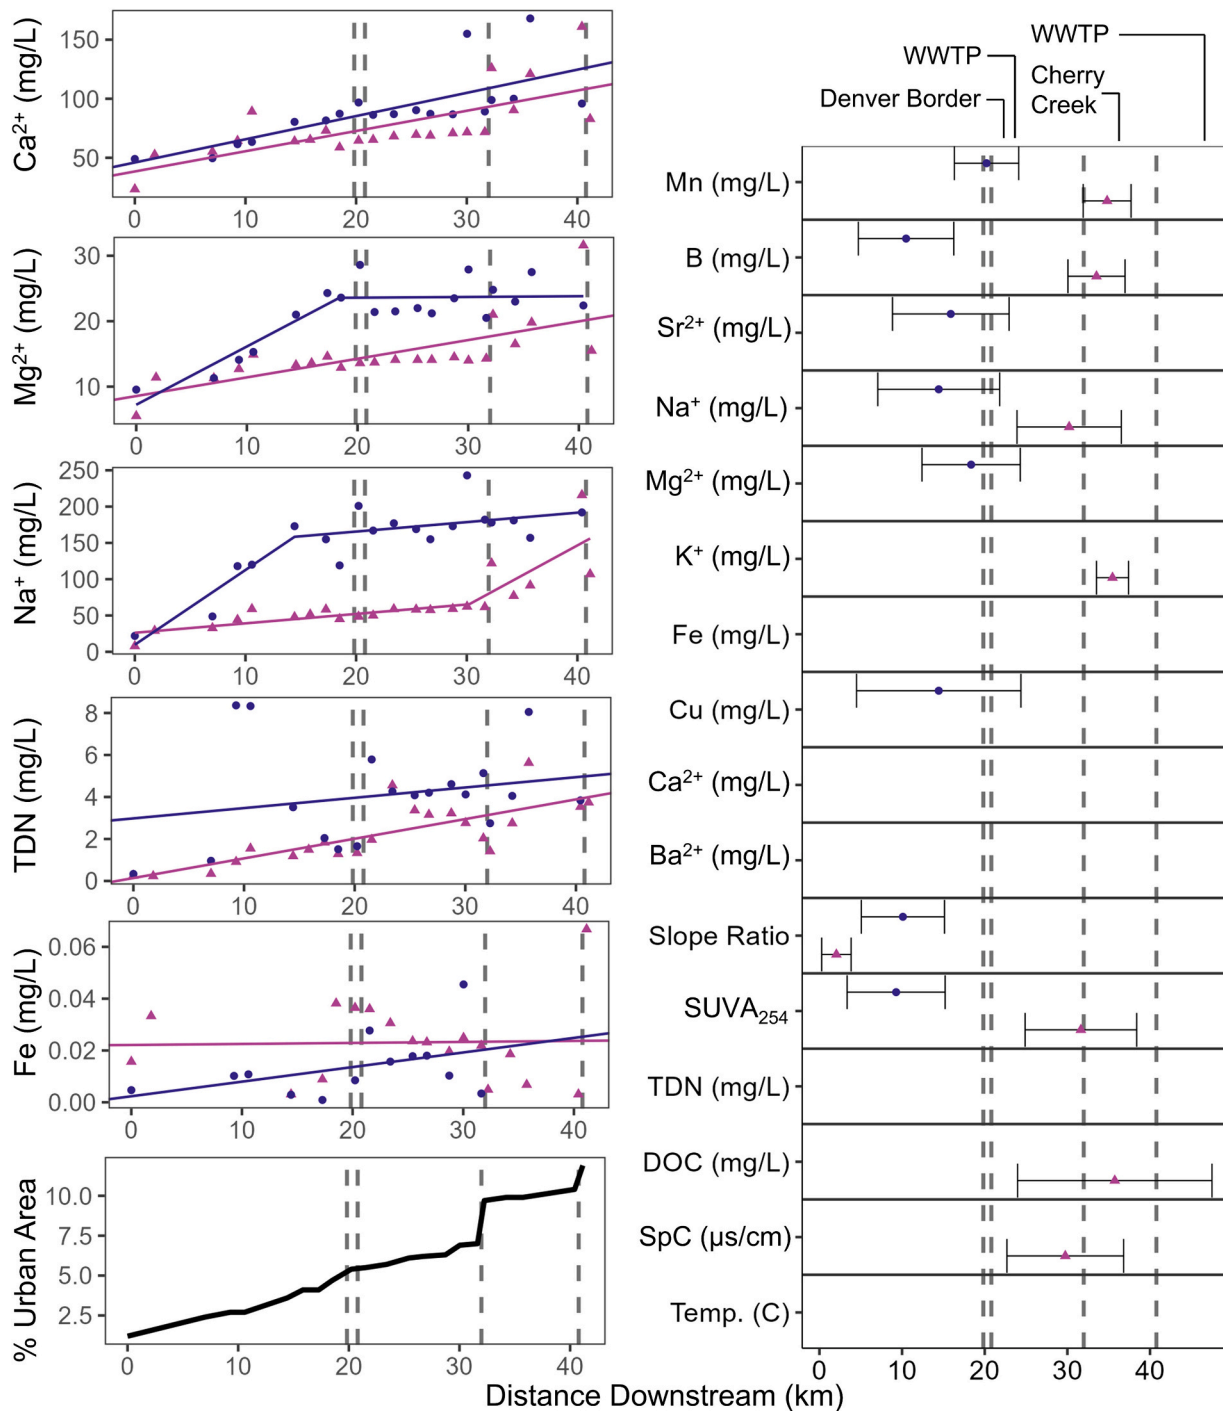 Ca²⁺ (mg/L)
150
100
50
0
10
20
30
40
Mg²⁺ (mg/L)
30
20
10
0
10
20
30
40
Na⁺ (mg/L)
250
200
150
100
50
0
0
10
20
30
40
TDN (mg/L)
8
6
4
2
0
0
10
20
30
40
Fe (mg/L)
0.06
0.04
0.02
0.00
0
10
20
30
40
% Urban Area
10.0
7.5
5.0
2.5
0
10
20
30
40
WWTP
WWTP
Cherry
Creek
Denver Border
Mn (mg/L)
B (mg/L)
Sr²⁺ (mg/L)
Na⁺ (mg/L)
Mg²⁺ (mg/L)
K⁺ (mg/L)
Fe (mg/L)
Cu (mg/L)
Ca²⁺ (mg/L)
Ba²⁺ (mg/L)
Slope Ratio
SUVA₂₅₄
TDN (mg/L)
DOC (mg/L)
SpC (µs/cm)
Temp. (C)
0
10
20
30
40
Distance Downstream (km)